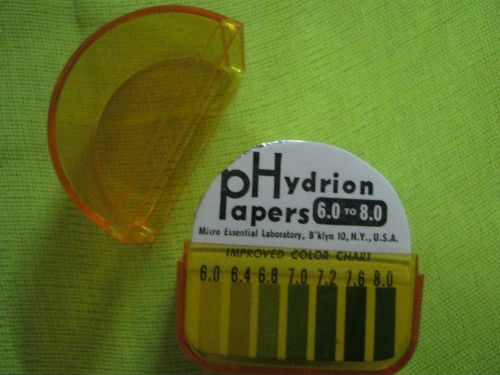 pHydrion
Papers 6.0 TO 8.0
Micro Essential Laboratory, B'klyn 10, N.Y., U.S.A.
IMPROVED COLOR CHART
6.0 6.4 6.8 7.0 7.2 7.6 8.0